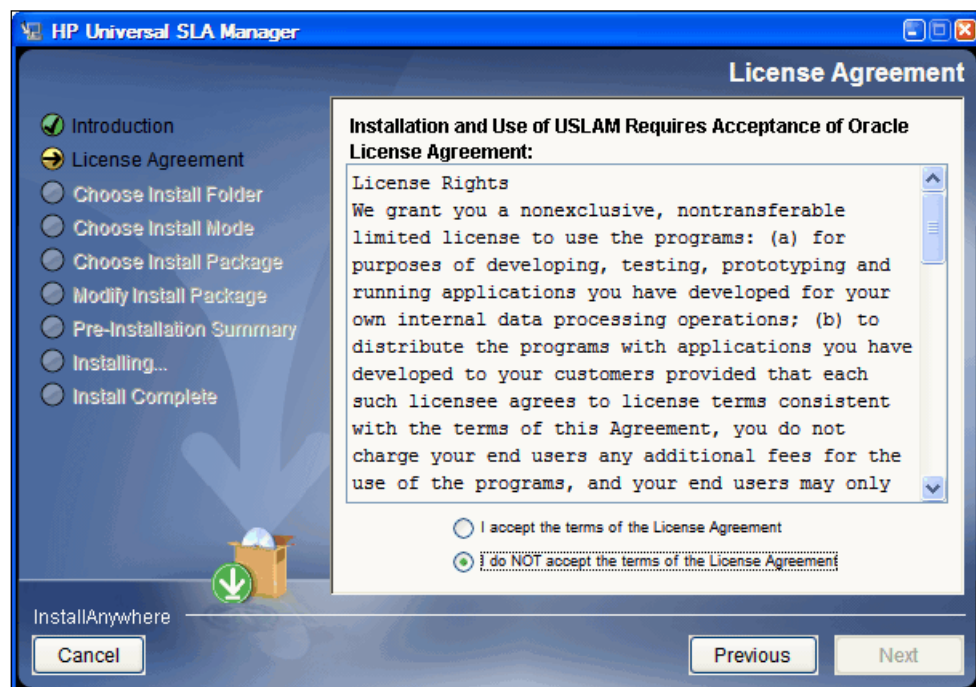 HP Universal SLA Manager
License Agreement
Introduction
License Agreement
Choose Install Folder
Choose Install Mode
Choose Install Package
Modify Install Package
Pre-Installation Summary
Installing...
Install Complete
Installation and Use of USLAM Requires Acceptance of Oracle
License Agreement:
License Rights
We grant you a nonexclusive, nontransferable
limited license to use the programs: (a) for
purposes of developing, testing, prototyping and
running applications you have developed for your
own internal data processing operations; (b) to
distribute the programs with applications you have
developed to your customers provided that each
such licensee agrees to license terms consistent
with the terms of this Agreement, you do not
charge your end users any additional fees for the
use of the programs, and your end users may only
I accept the terms of the License Agreement
I do NOT accept the terms of the License Agreement
InstallAnywhere
Cancel
Previous
Next